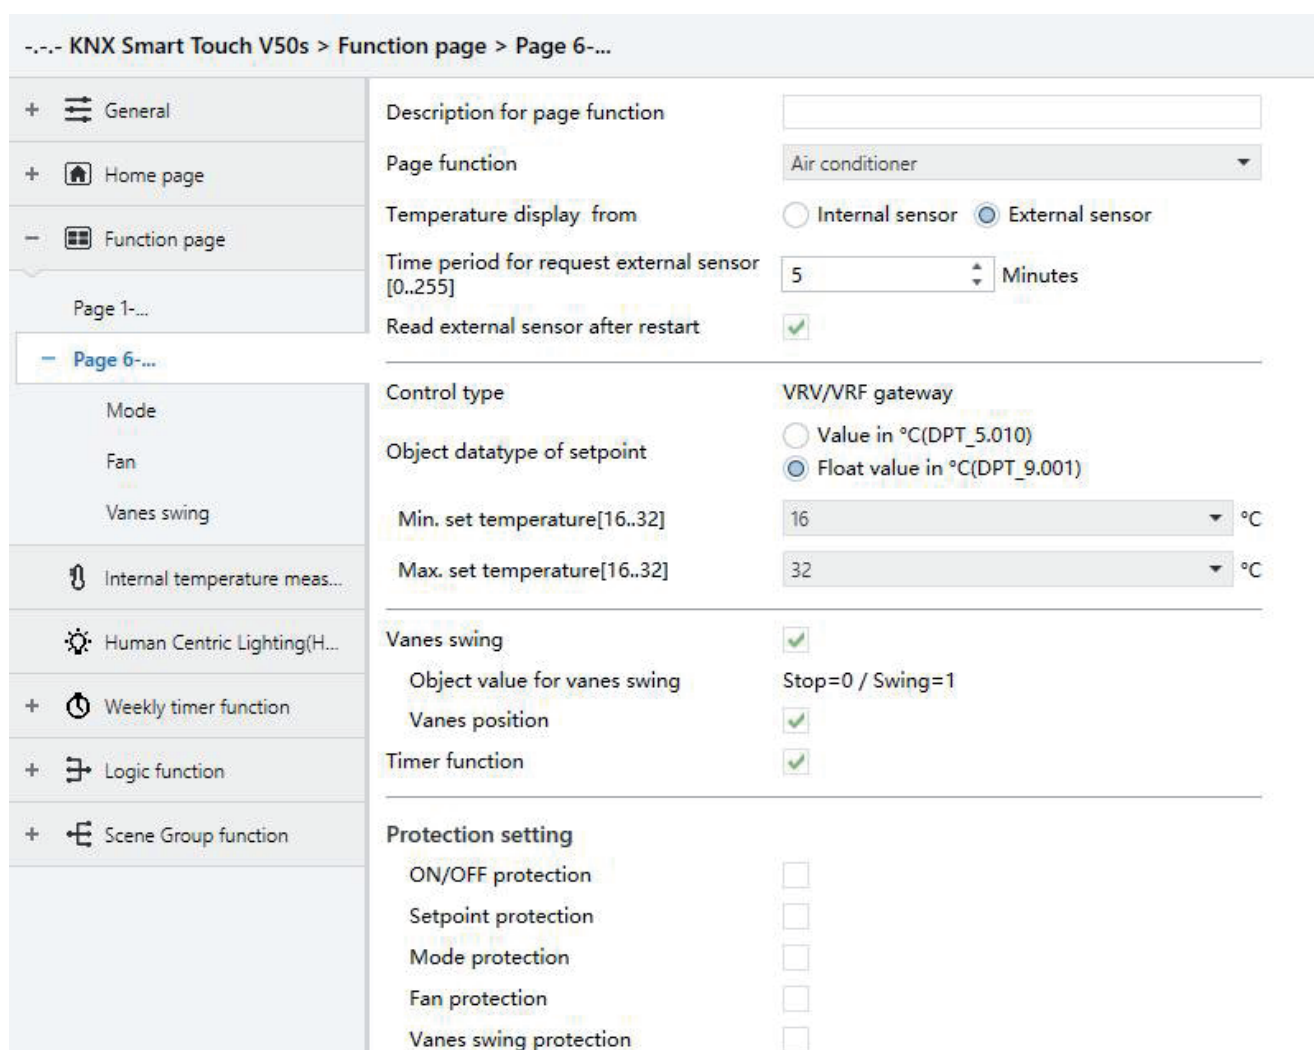 -.-.- KNX Smart Touch V50s > Function page > Page 6-...
+ General
+ Home page
− Function page
Page 1-...
− Page 6-...
Mode
Fan
Vanes swing
Internal temperature meas...
Human Centric Lighting(H...
+ Weekly timer function
+ Logic function
+ Scene Group function
Description for page function
Page function Air conditioner
Temperature display from Internal sensor External sensor
Time period for request external sensor
[0..255] 5 Minutes
Read external sensor after restart
Control type VRV/VRF gateway
Object datatype of setpoint Value in °C(DPT_5.010)
Float value in °C(DPT_9.001)
Min. set temperature[16..32] 16 °C
Max. set temperature[16..32] 32 °C
Vanes swing
Object value for vanes swing Stop=0 / Swing=1
Vanes position
Timer function
Protection setting
ON/OFF protection
Setpoint protection
Mode protection
Fan protection
Vanes swing protection